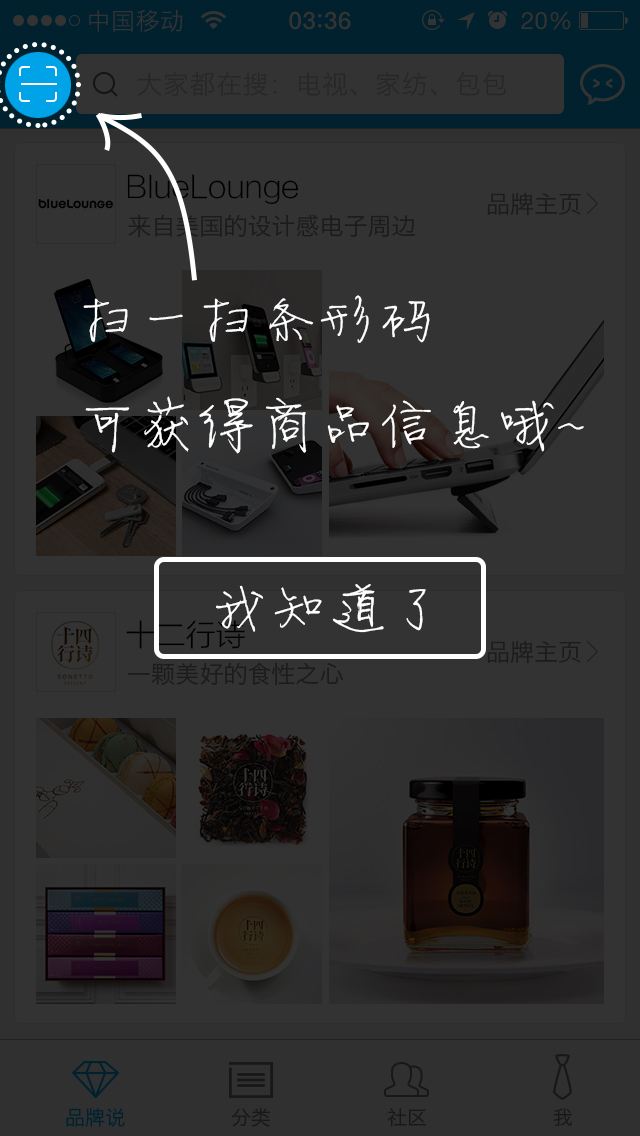 中国移动 03:36 20%
大家都在搜：电视、家纺、包包
blueLounge
BlueLounge
来自美国的设计感电子周边
品牌主页
扫一扫条形码
可获得商品信息哦~
我知道了
十四行诗
SONETTO
十二行诗
一颗美好的食性之心
品牌主页
十四行诗
十四行诗
十四行诗
品牌说 分类 社区 我